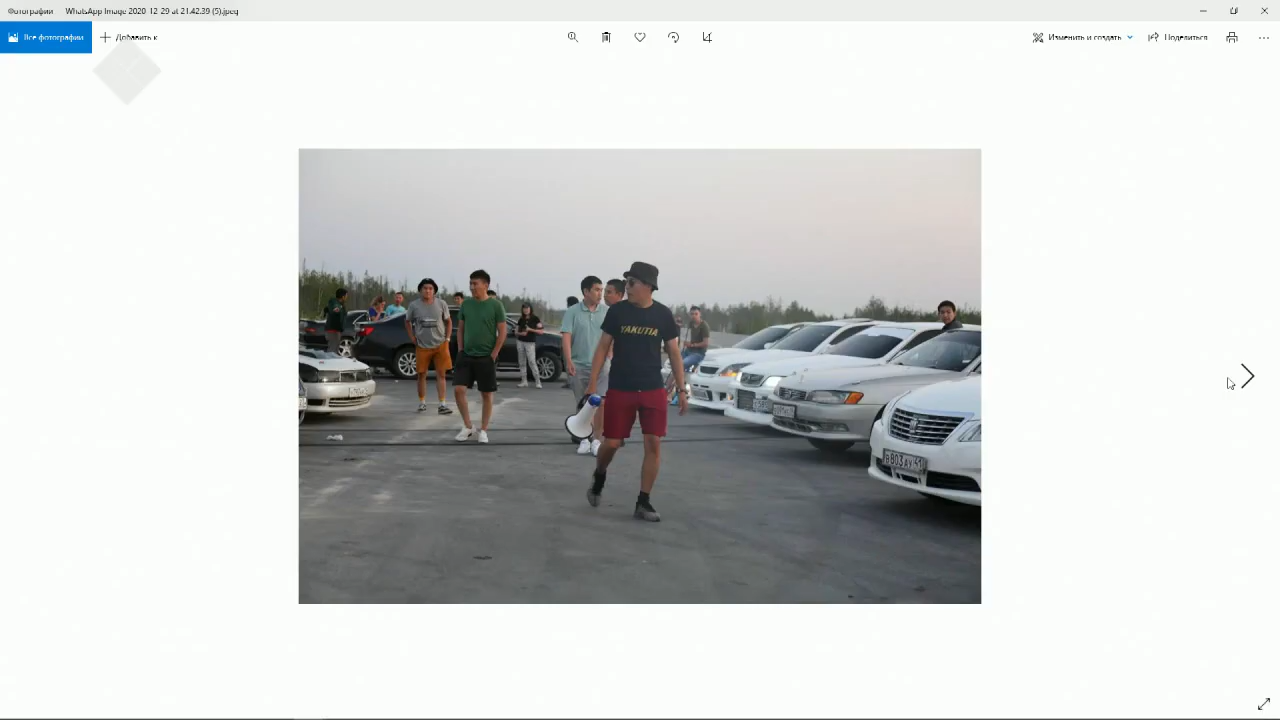 Фотографии
WhatsApp Image 2020-12-29 at 21.42.39 (5).jpeg
Все фотографии
Добавить к
Изменить и создать
Поделиться
YAKUTIA
В803АУ41